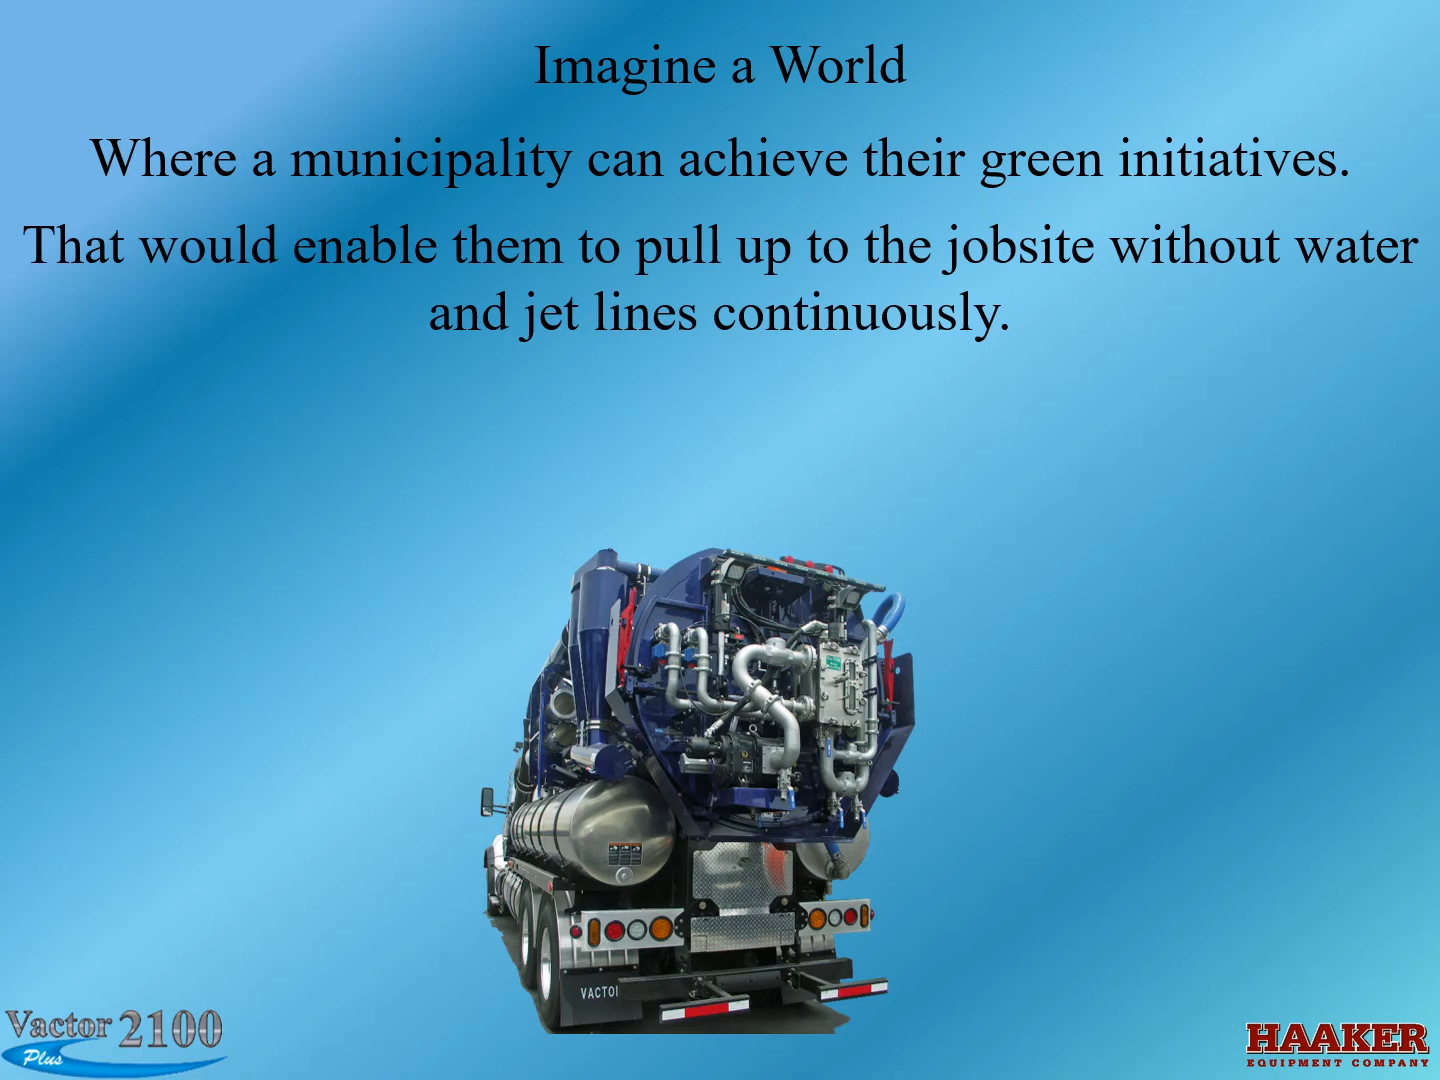 Imagine a World
Where a municipality can achieve their green initiatives.
That would enable them to pull up to the jobsite without water
and jet lines continuously.
VACTO
Vactor 2100
Plus
HAAKER
EQUIPMENT COMPANY